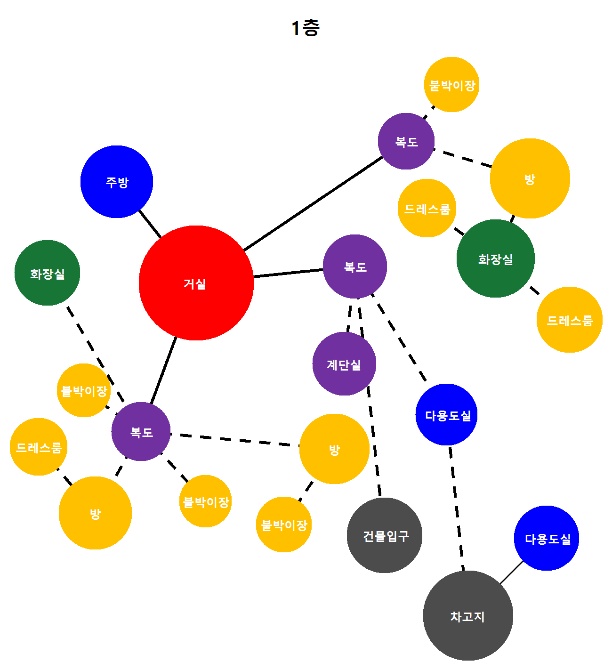 1층
붙박이장
복도
주방
방
드레스룸
화장실
화장실
복도
거실
드레스룸
계단실
붙박이장
다용도실
복도
드레스룸
방
붙박이장
방
붙박이장
건물입구
다용도실
차고지